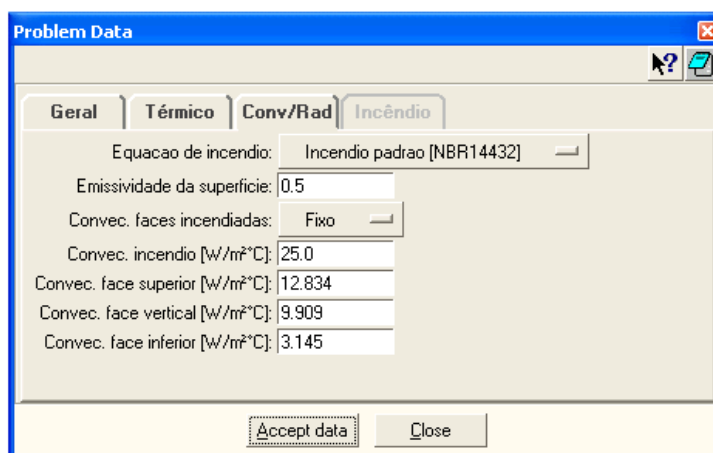 Problem Data
Geral Térmico Conv/Rad Incêndio
Equacao de incendio: Incendio padrao [NBR14432]
Emissividade da superficie: 0.5
Convec. faces incendiadas: Fixo
Convec. incendio [W/m²°C]: 25.0
Convec. face superior [W/m²°C]: 12.834
Convec. face vertical [W/m²°C]: 9.909
Convec. face inferior [W/m²°C]: 3.145
Accept data Close